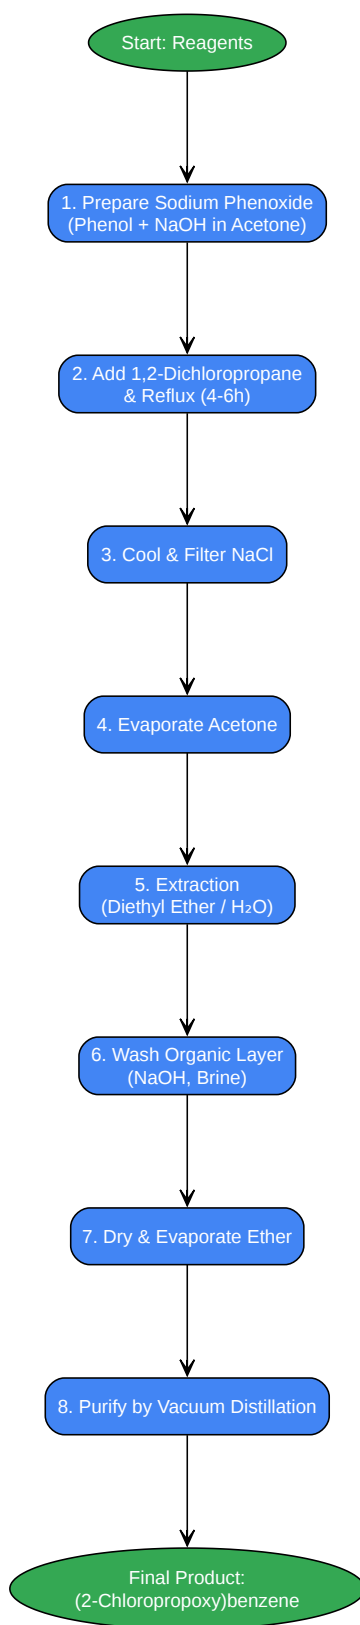 Start: Reagents
1. Prepare Sodium Phenoxide
(Phenol + NaOH in Acetone)
2. Add 1,2-Dichloropropane
& Reflux (4-6h)
3. Cool & Filter NaCl
4. Evaporate Acetone
5. Extraction
(Diethyl Ether / H₂O)
6. Wash Organic Layer
(NaOH, Brine)
7. Dry & Evaporate Ether
8. Purify by Vacuum Distillation
Final Product:
(2-Chloropropoxy)benzene